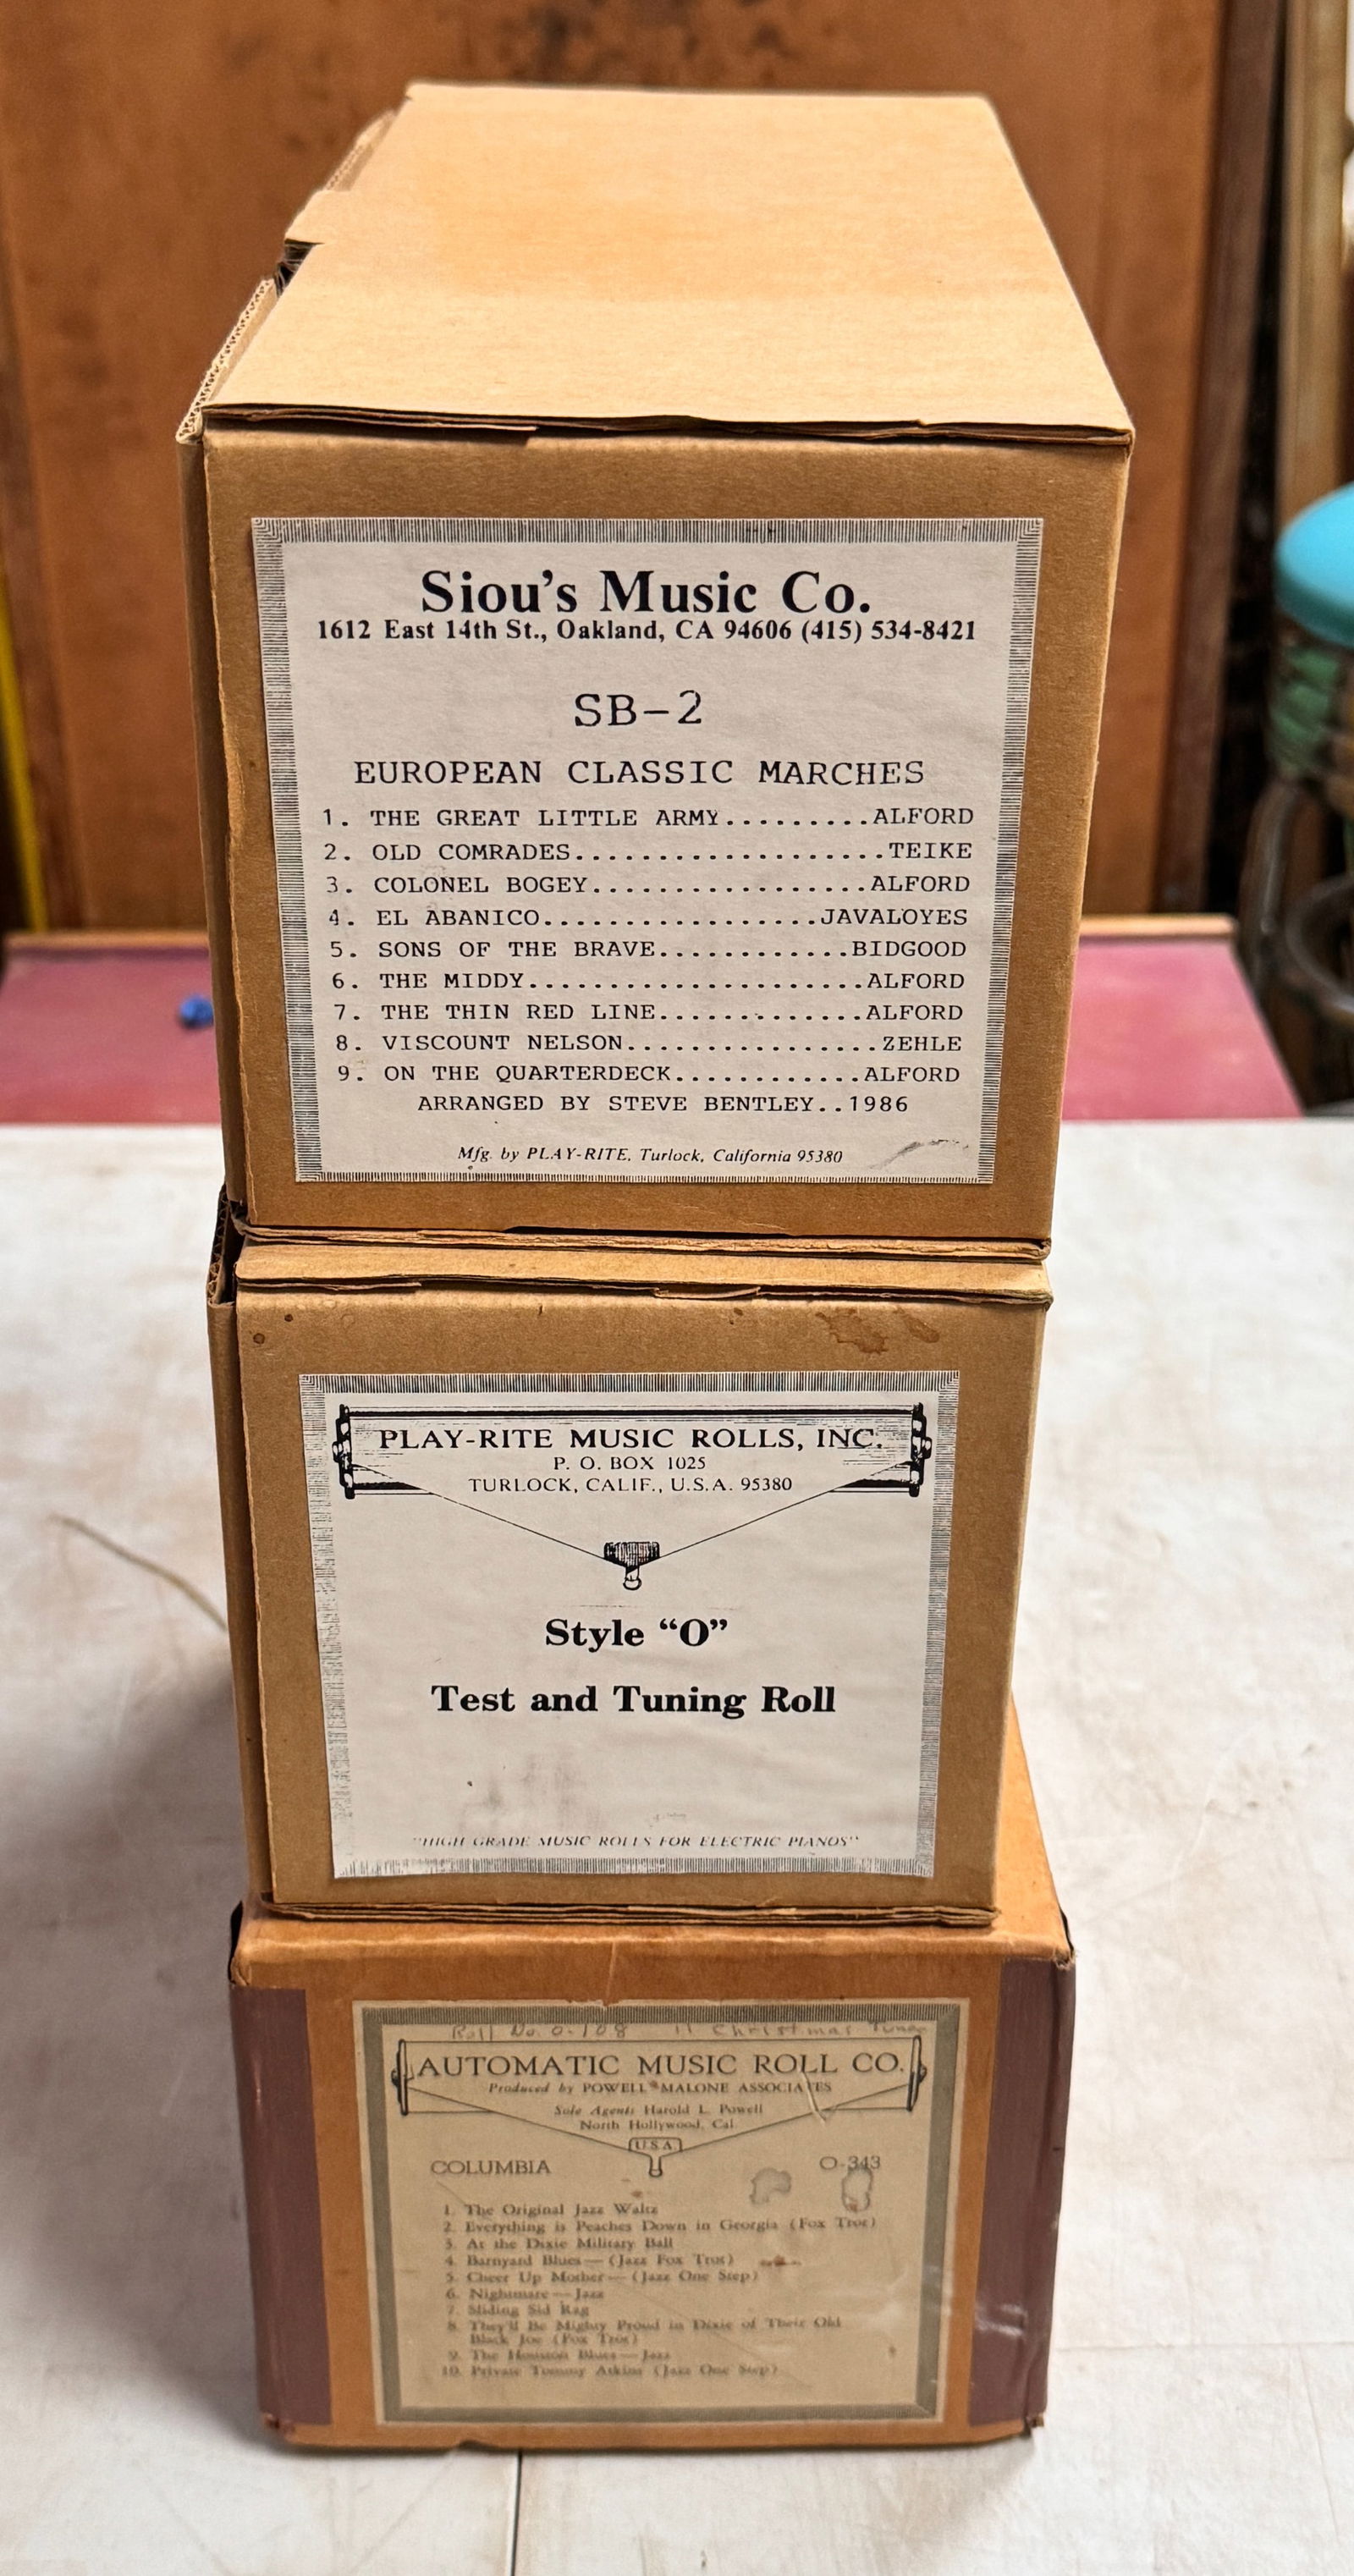 Siou's Music Co.
1612 East 14th St., Oakland, CA 94606 (415) 534-8421
SB-2
EUROPEAN CLASSIC MARCHES
1. THE GREAT LITTLE ARMY.........ALFORD
2. OLD COMRADES...................TEIKE
3. COLONEL BOGEY.................ALFORD
4. EL ABANICO.................JAVALOYES
5. SONS OF THE BRAVE............BIDGOOD
6. THE MIDDY.....................ALFORD
7. THE THIN RED LINE.............ALFORD
8. VISCOUNT NELSON................ZEHLE
9. ON THE QUARTERDECK............ALFORD
ARRANGED BY STEVE BENTLEY..1986
Mfg. by PLAY-RITE, Turlock, California 95380
PLAY-RITE MUSIC ROLLS, INC.
P. O. BOX 1025
TURLOCK, CALIF., U.S.A. 95380
Style “O”
Test and Tuning Roll
"HIGH GRADE MUSIC ROLLS FOR ELECTRIC PIANOS"
Roll No. O-108 11 Christmas Tunes
AUTOMATIC MUSIC ROLL CO.
Produced by POWELL-MALONE ASSOCIATES
Sole Agents Harold L. Powell
North Hollywood, Cal.
U.S.A.
COLUMBIA O-343
1. The Original Jazz Waltz
2. Everything is Peaches Down in Georgia (Fox Trot)
3. At the Dixie Military Ball
4. Barnyard Blues—(Jazz Fox Trot)
5. Cheer Up Mother—(Jazz One Step)
6. Nightmare—Jazz
7. Sliding Sid Rag
8. They'll Be Mighty Proud in Dixie of Their Old
Black Joe (Fox Trot)
9. The Houston Blues—Jazz
10. Private Tommy Atkins (Jazz One Step)